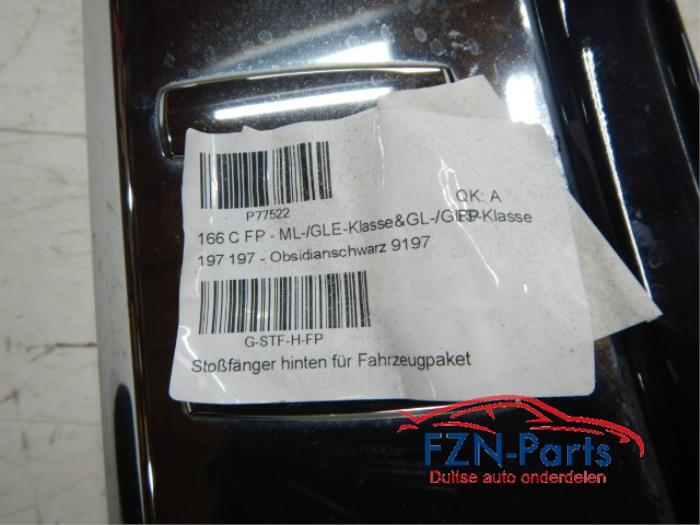 P77522
QK: A
166 C FP - ML-/GLE-Klasse&GL-/GLS-Klasse
197 197 - Obsidianschwarz 9197
G-STF-H-FP
Stoßfänger hinten für Fahrzeugpaket
FZN-Parts
Duitse auto onderdelen